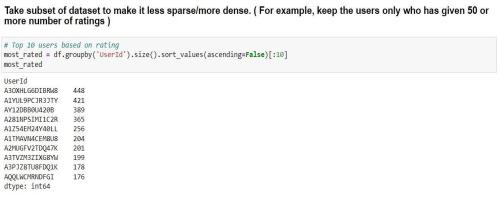 Take subset of dataset to make it less sparse/more dense. ( For example, keep the users only who has given 50 or
more number of ratings )
# Top 10 users based on rating
most_rated = df.groupby('UserId').size().sort_values(ascending=False)[:10]
most_rated
UserId
A3OXHLG6DIBRW8 448
A1YUL9PCJR3JTY 421
AY12DBB0U420B 389
A281NPSIMI1C2R 365
A1Z54EM24Y40LL 256
A1TMAVN4CEM8U8 204
A2MUGFV2TDQ47K 201
A3TVZM3ZIXG8YW 199
A3PJZ8TU8FDQ1K 178
AQQLWCMRNDFGI 176
dtype: int64